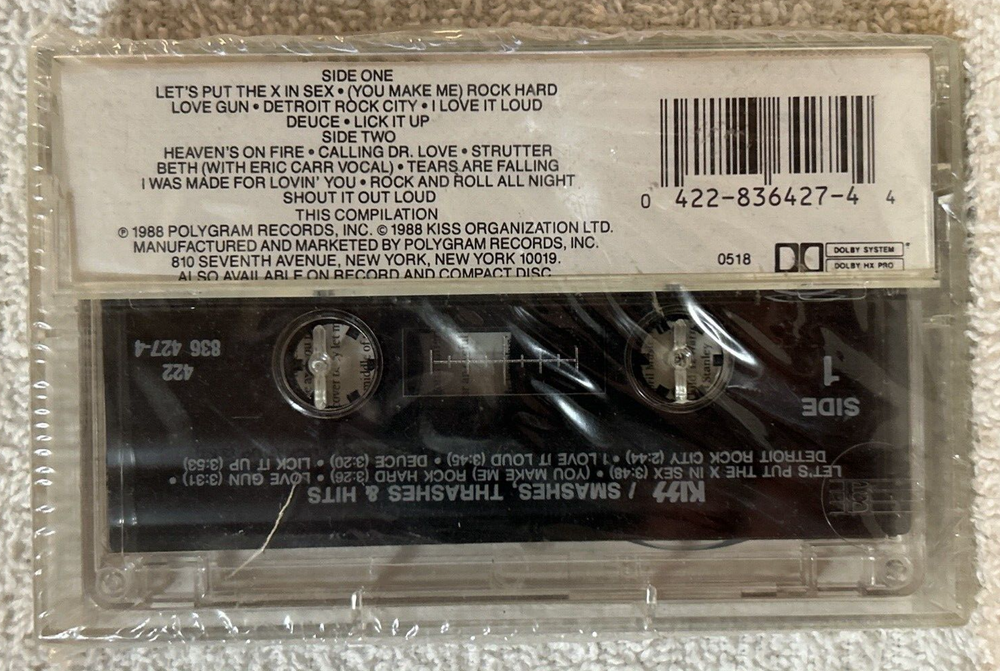 SIDE ONE
LET'S PUT THE X IN SEX • (YOU MAKE ME) ROCK HARD
LOVE GUN • DETROIT ROCK CITY • I LOVE IT LOUD
DEUCE • LICK IT UP
SIDE TWO
HEAVEN'S ON FIRE • CALLING DR. LOVE • STRUTTER
BETH (WITH ERIC CARR VOCAL) • TEARS ARE FALLING
I WAS MADE FOR LOVIN' YOU • ROCK AND ROLL ALL NIGHT
SHOUT IT OUT LOUD
THIS COMPILATION
℗ 1988 POLYGRAM RECORDS, INC. © 1988 KISS ORGANIZATION LTD.
MANUFACTURED AND MARKETED BY POLYGRAM RECORDS, INC.
810 SEVENTH AVENUE, NEW YORK, NEW YORK 10019.
ALSO AVAILABLE ON RECORD AND COMPACT DISC
0 422-836427-4 4
0518
DOLBY SYSTEM
DOLBY HX PRO
KISS / SMASHES, THRASHES & HITS
LET'S PUT THE X IN SEX (3:48) • (YOU MAKE ME) ROCK HARD (3:26) • LOVE GUN (3:31) •
DETROIT ROCK CITY (2:44) • I LOVE IT LOUD (3:45) • DEUCE (3:20) • LICK IT UP (3:53)
SIDE
1
422
836 427-4